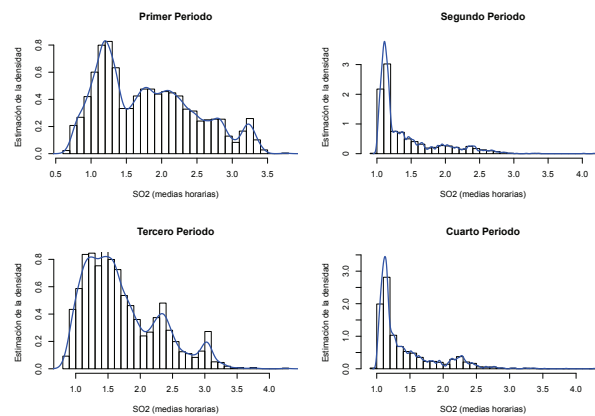 Primer Periodo
Estimación de la densidad
0.0 0.2 0.4 0.6 0.8
0.5 1.0 1.5 2.0 2.5 3.0 3.5
SO2 (medias horarias)
Segundo Periodo
Estimación de la densidad
0 1 2 3
1.0 1.5 2.0 2.5 3.0 3.5 4.0
SO2 (medias horarias)
Tercero Periodo
Estimación de la densidad
0.0 0.2 0.4 0.6 0.8
1.0 1.5 2.0 2.5 3.0 3.5 4.0
SO2 (medias horarias)
Cuarto Periodo
Estimación de la densidad
0.0 1.0 2.0 3.0
1.0 1.5 2.0 2.5 3.0 3.5 4.0
SO2 (medias horarias)